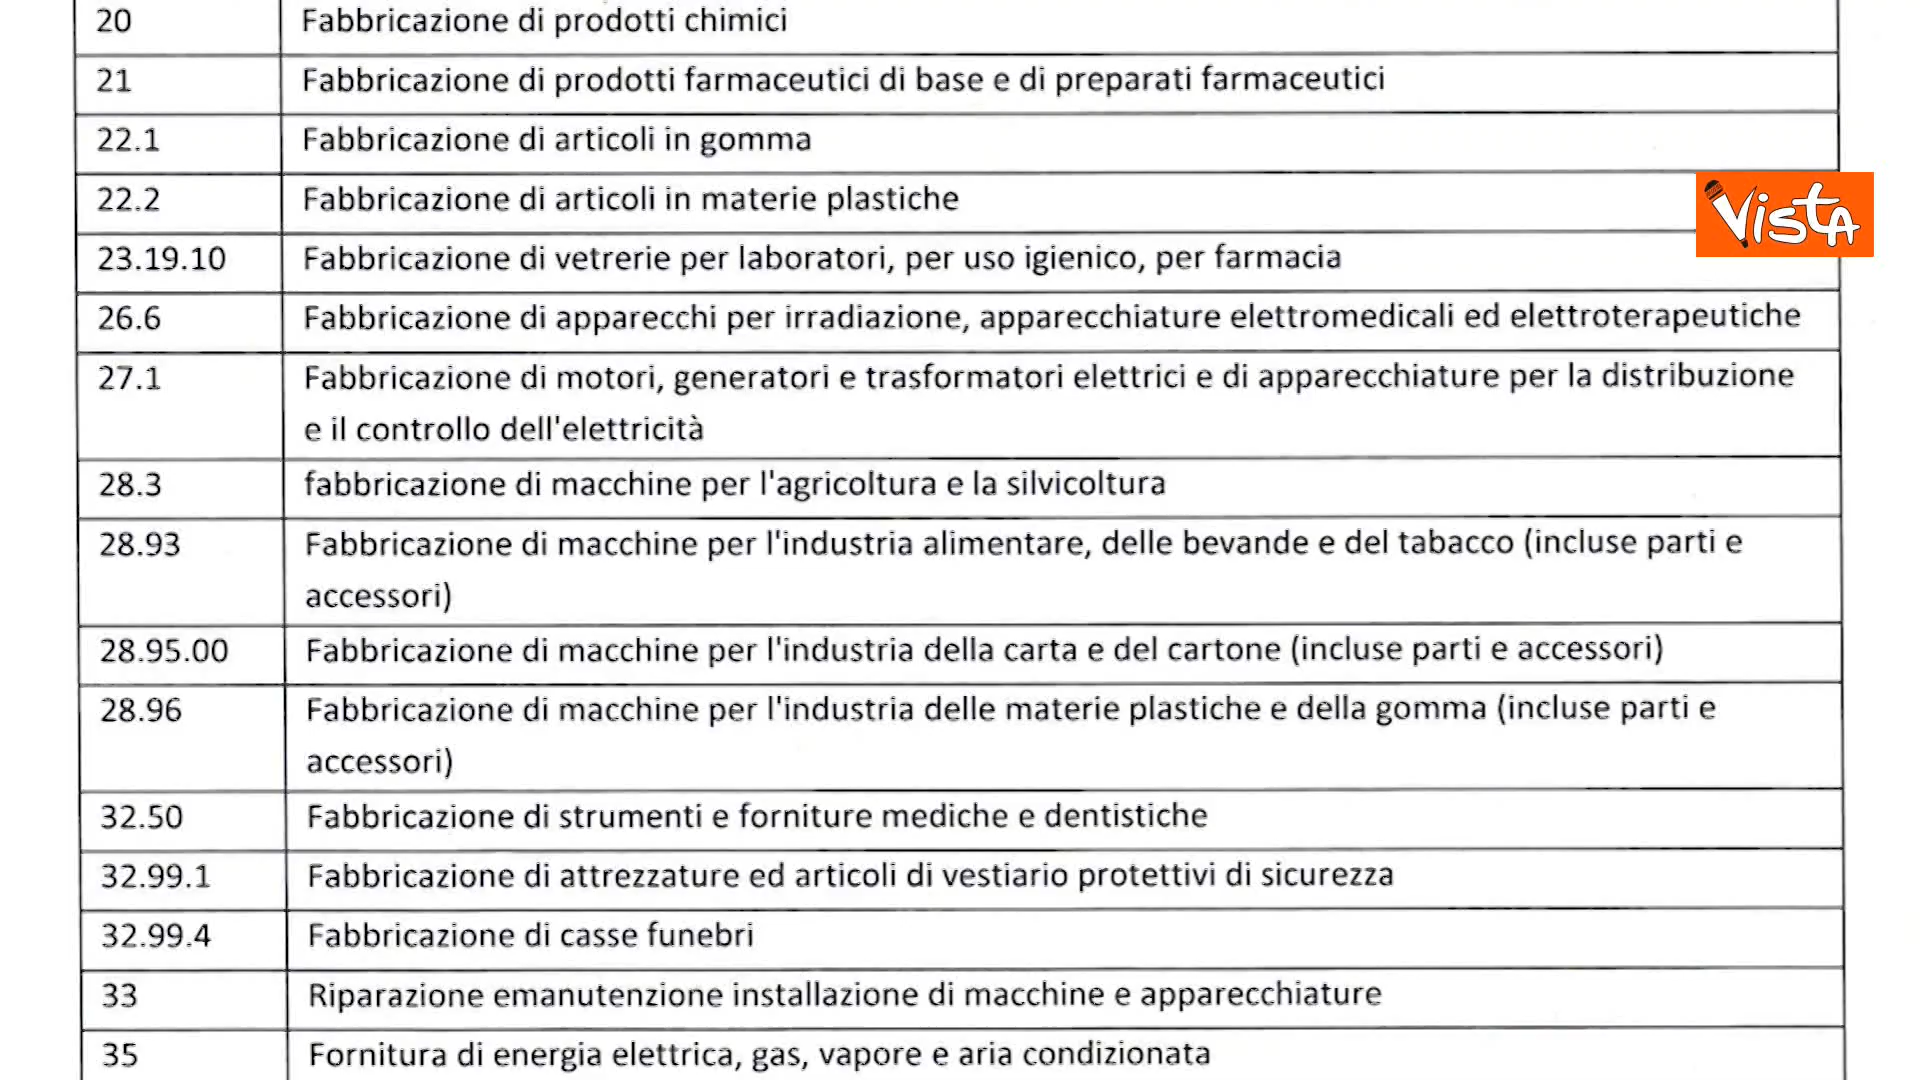 20 Fabbricazione di prodotti chimici
21 Fabbricazione di prodotti farmaceutici di base e di preparati farmaceutici
22.1 Fabbricazione di articoli in gomma
22.2 Fabbricazione di articoli in materie plastiche
VISTA
23.19.10 Fabbricazione di vetrerie per laboratori, per uso igienico, per farmacia
26.6 Fabbricazione di apparecchi per irradiazione, apparecchiature elettromedicali ed elettroterapeutiche
27.1 Fabbricazione di motori, generatori e trasformatori elettrici e di apparecchiature per la distribuzione
e il controllo dell'elettricità
28.3 fabbricazione di macchine per l'agricoltura e la silvicoltura
28.93 Fabbricazione di macchine per l'industria alimentare, delle bevande e del tabacco (incluse parti e
accessori)
28.95.00 Fabbricazione di macchine per l'industria della carta e del cartone (incluse parti e accessori)
28.96 Fabbricazione di macchine per l'industria delle materie plastiche e della gomma (incluse parti e
accessori)
32.50 Fabbricazione di strumenti e forniture mediche e dentistiche
32.99.1 Fabbricazione di attrezzature ed articoli di vestiario protettivi di sicurezza
32.99.4 Fabbricazione di casse funebri
33 Riparazione emanutenzione installazione di macchine e apparecchiature
35 Fornitura di energia elettrica, gas, vapore e aria condizionata